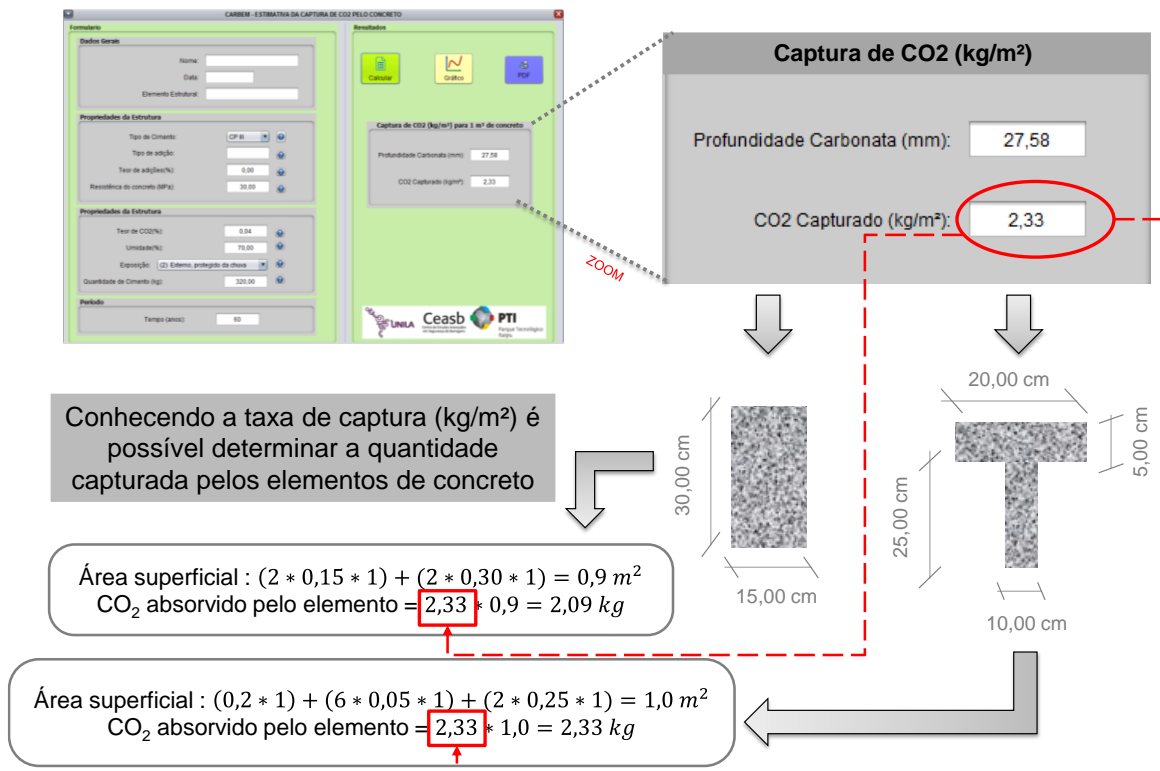 CARBEM - ESTIMATIVA DA CAPTURA DE CO2 PELO CONCRETO
Formulario
Dados Gerais
Nome:
Data:
Elemento Estrutural:
Propriedades da Estrutura
Tipo de Cimento: CP III
Tipo de adição:
Teor de adições(%): 0,00
Resistência do concreto (MPa): 30,00
Propriedades da Estrutura
Teor de CO2(%): 0,04
Umidade(%): 70,00
Exposição: (2) Externo, protegido da chuva
Quantidade de Cimento (kg): 320,00
Período
Tempo (anos): 60
Resultados
Calcular
Gráfico
PDF
Captura de CO2 (kg/m²) para 1 m³ de concreto
Profundidade Carbonata (mm): 27,58
CO2 Capturado (kg/m²): 2,33
UNILA
Ceasb
PTI
Parque Tecnológico
Itaipu
ZOOM
Captura de CO2 (kg/m²)
Profundidade Carbonata (mm): 27,58
CO2 Capturado (kg/m²): 2,33
Conhecendo a taxa de captura (kg/m²) é
possível determinar a quantidade
capturada pelos elementos de concreto
30,00 cm
15,00 cm
20,00 cm
5,00 cm
25,00 cm
10,00 cm
Área superficial : (2 * 0,15 * 1) + (2 * 0,30 * 1) = 0,9 m²
CO₂ absorvido pelo elemento = 2,33 * 0,9 = 2,09 kg
Área superficial : (0,2 * 1) + (6 * 0,05 * 1) + (2 * 0,25 * 1) = 1,0 m²
CO₂ absorvido pelo elemento = 2,33 * 1,0 = 2,33 kg